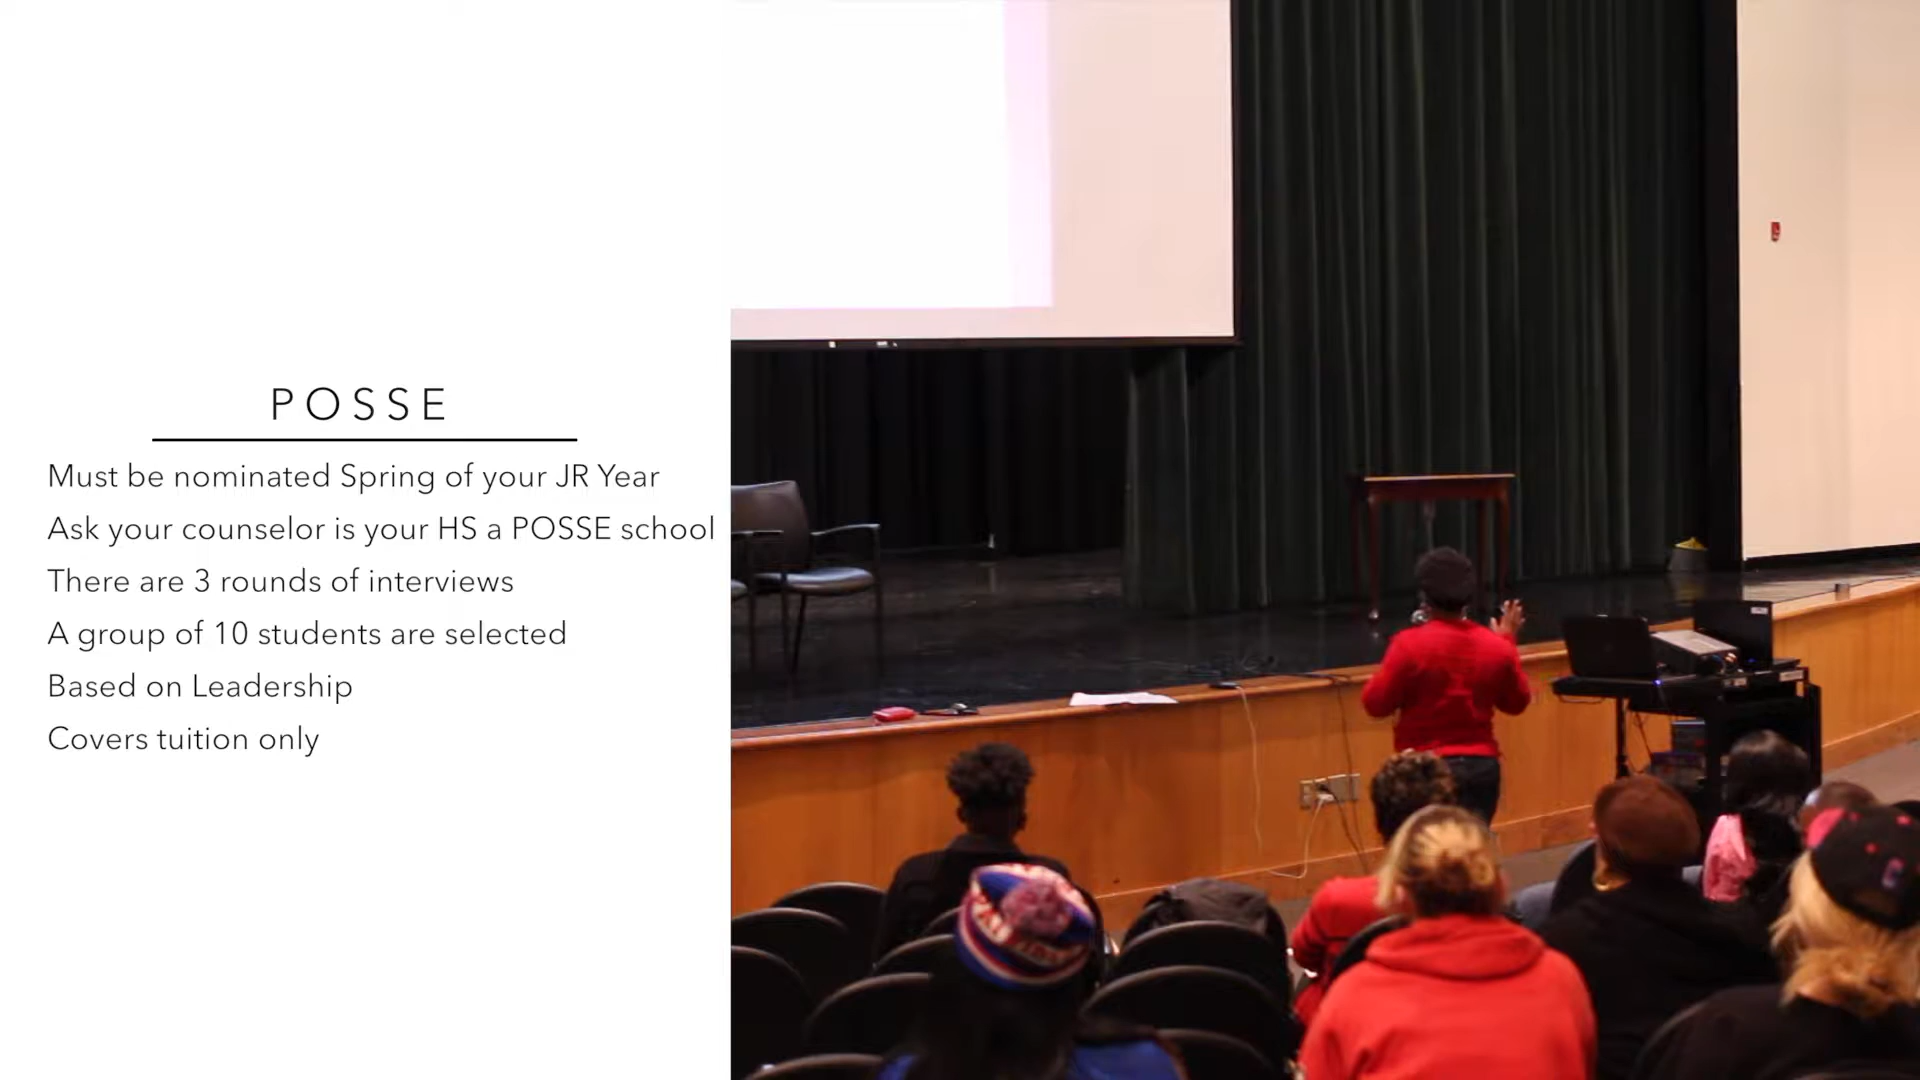 POSSE
Must be nominated Spring of your JR Year
Ask your counselor is your HS a POSSE school
There are 3 rounds of interviews
A group of 10 students are selected
Based on Leadership
Covers tuition only